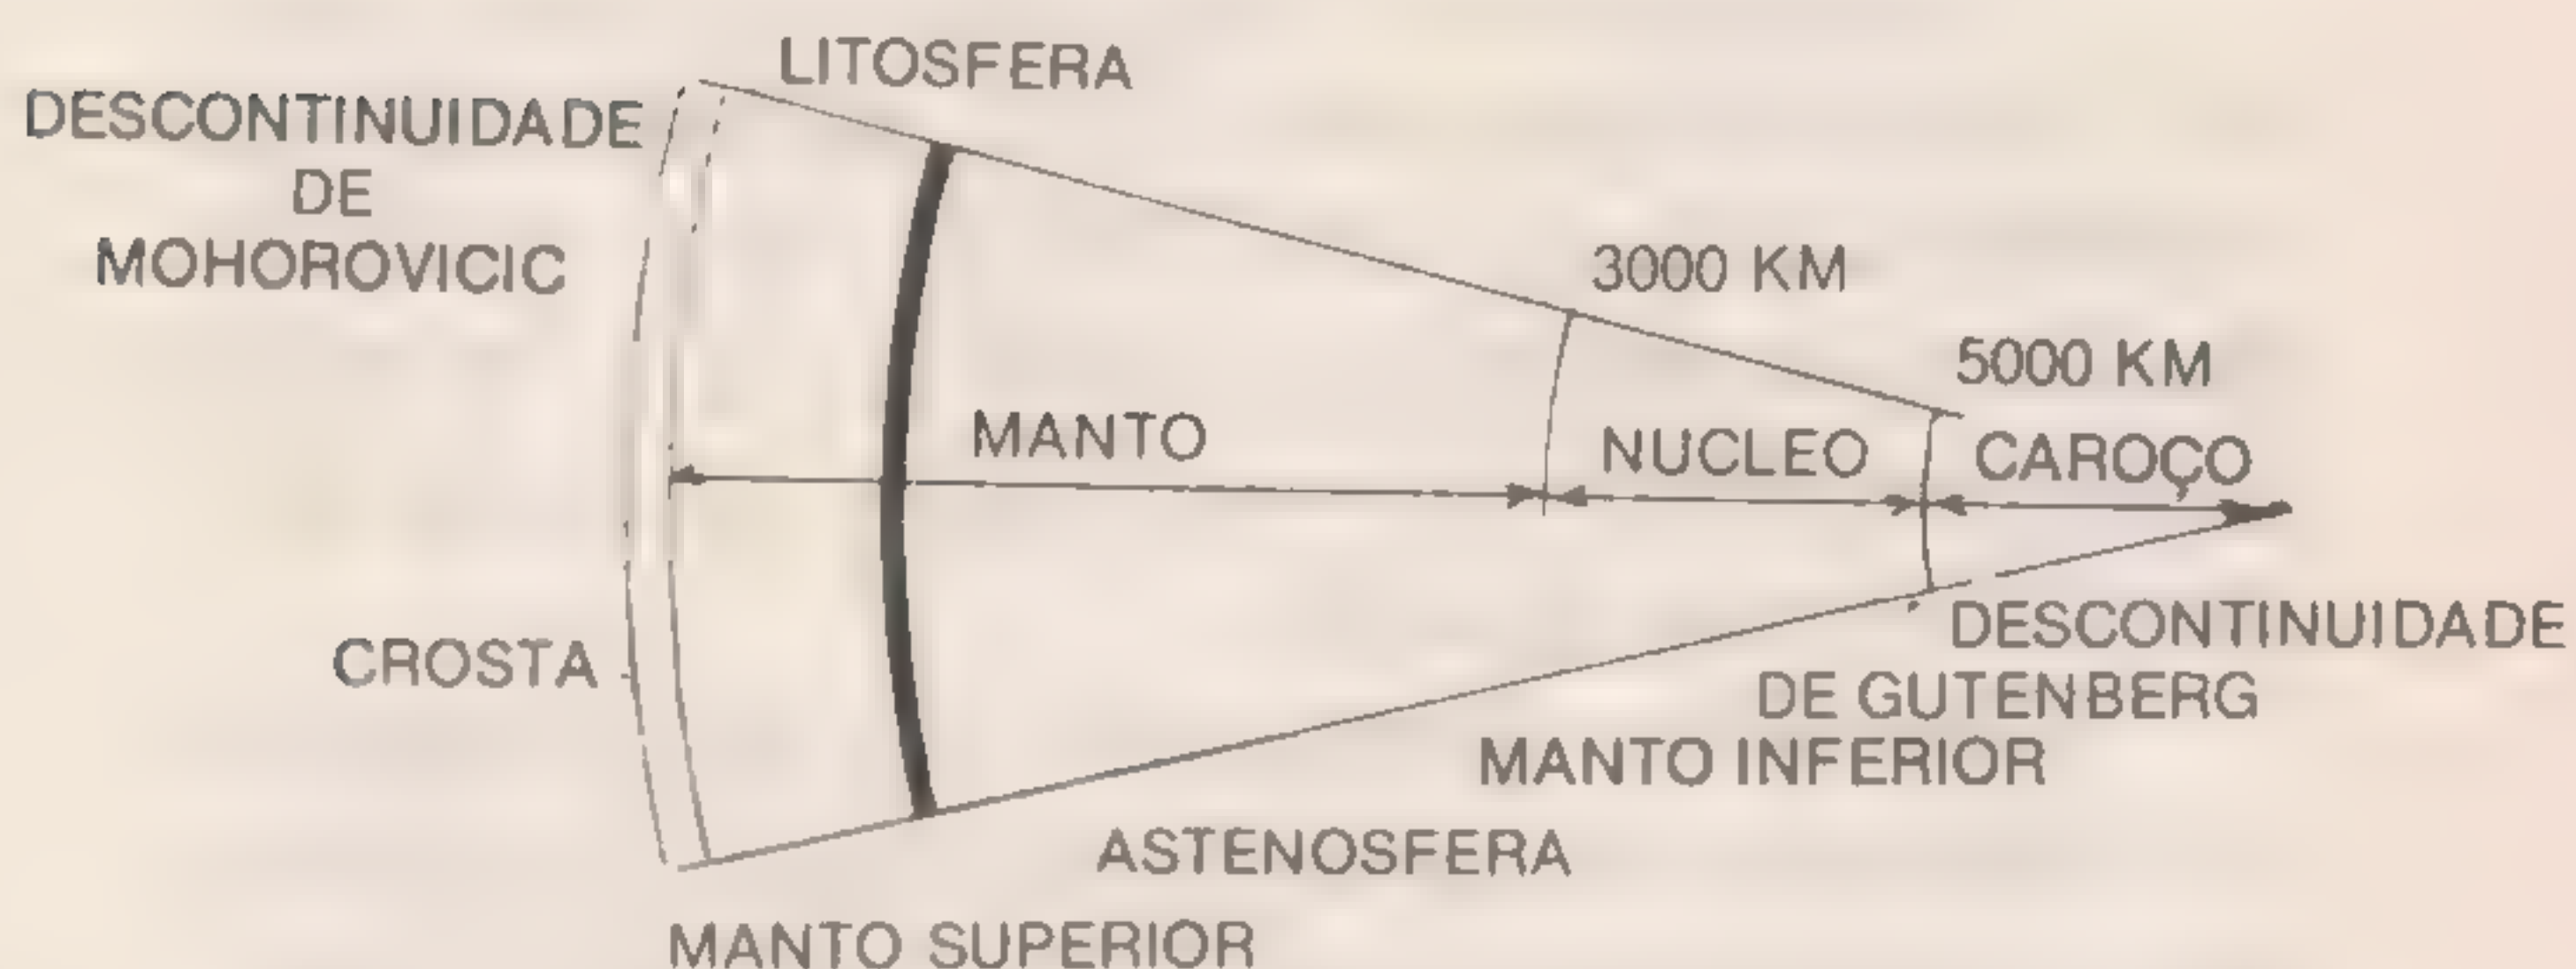 LITOSFERA
DESCONTINUIDADE
DE
MOHOROVICIC
3000 KM
5000 KM
MANTO
NUCLEO
CAROÇO
CROSTA
DESCONTINUIDADE
DE GUTENBERG
MANTO INFERIOR
ASTENOSFERA
MANTO SUPERIOR